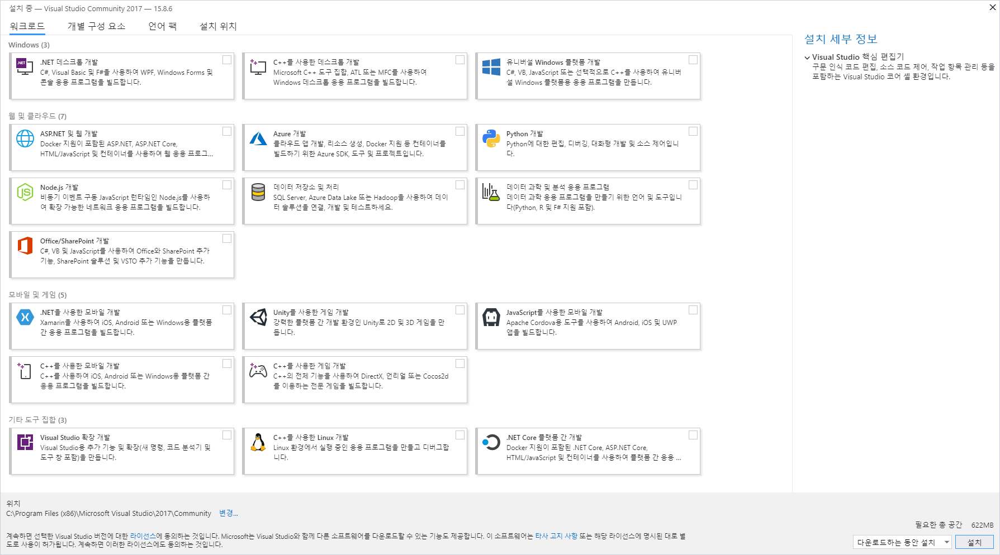 설치 중 — Visual Studio Community 2017 — 15.8.6
워크로드 개별 구성 요소 언어 팩 설치 위치
Windows (3)
.NET
.NET 데스크톱 개발
C#, Visual Basic 및 F#을 사용하여 WPF, Windows Forms 및
콘솔 응용 프로그램을 빌드합니다.
C++를 사용한 데스크톱 개발
Microsoft C++ 도구 집합, ATL 또는 MFC를 사용하여
Windows 데스크톱 응용 프로그램을 빌드합니다.
유니버설 Windows 플랫폼 개발
C#, VB, JavaScript 또는 선택적으로 C++를 사용하여 유니버
설 Windows 플랫폼용 응용 프로그램을 만듭니다.
웹 및 클라우드 (7)
ASP.NET 및 웹 개발
Docker 지원이 포함된 ASP.NET, ASP.NET Core,
HTML/JavaScript 및 컨테이너를 사용하여 웹 응용 프로그...
Azure 개발
클라우드 앱 개발, 리소스 생성, Docker 지원 등 컨테이너를
빌드하기 위한 Azure SDK, 도구 및 프로젝트입니다.
Python 개발
Python에 대한 편집, 디버깅, 대화형 개발 및 소스 제어입니
다.
JS
Node.js 개발
비동기 이벤트 구동 JavaScript 런타임인 Node.js를 사용하
여 확장 가능한 네트워크 응용 프로그램을 빌드합니다.
데이터 저장소 및 처리
SQL Server, Azure Data Lake 또는 Hadoop을 사용하여 데이
터 솔루션을 연결, 개발 및 테스트하세요.
데이터 과학 및 분석 응용 프로그램
데이터 과학 응용 프로그램을 만들기 위한 언어 및 도구입니
다(Python, R 및 F# 지원 포함).
Office/SharePoint 개발
C#, VB 및 JavaScript를 사용하여 Office와 SharePoint 추가
기능, SharePoint 솔루션 및 VSTO 추가 기능을 만듭니다.
모바일 및 게임 (5)
.NET을 사용한 모바일 개발
Xamarin을 사용하여 iOS, Android 또는 Windows용 플랫폼
간 응용 프로그램을 빌드합니다.
Unity를 사용한 게임 개발
강력한 플랫폼 간 개발 환경인 Unity로 2D 및 3D 게임을 만
듭니다.
JavaScript를 사용한 모바일 개발
Apache Cordova용 도구를 사용하여 Android, iOS 및 UWP
앱을 빌드합니다.
C++를 사용한 모바일 개발
C++를 사용하여 iOS, Android 또는 Windows용 플랫폼 간
응용 프로그램을 빌드합니다.
C++를 사용한 게임 개발
C++의 전체 기능을 사용하여 DirectX, 언리얼 또는 Cocos2d
를 이용하는 전문 게임을 빌드합니다.
기타 도구 집합 (3)
Visual Studio 확장 개발
Visual Studio용 추가 기능 및 확장(새 명령, 코드 분석기 및
도구 창 포함)을 만듭니다.
C++를 사용한 Linux 개발
Linux 환경에서 실행 중인 응용 프로그램을 만들고 디버그합
니다.
.NET Core 플랫폼 간 개발
Docker 지원이 포함된 .NET Core, ASP.NET Core,
HTML/JavaScript 및 컨테이너를 사용하여 플랫폼 간 응용 ...
설치 세부 정보
Visual Studio 핵심 편집기
구문 인식 코드 편집, 소스 코드 제어, 작업 항목 관리 등을
포함하는 Visual Studio 코어 셸 환경입니다.
위치
C:\Program Files (x86)\Microsoft Visual Studio\2017\Community 변경...
필요한 총 공간 622MB
계속하면 선택한 Visual Studio 버전에 대한 라이선스에 동의하는 것입니다. Microsoft는 Visual Studio와 함께 다른 소프트웨어를 다운로드할 수 있는 기능도 제공합니다. 이 소프트웨어는 타사 고지 사항 또는 해당 라이선스에 명시된 대로 별
도로 사용이 허가됩니다. 계속하면 이러한 라이선스에도 동의하는 것입니다.
다운로드하는 동안 설치 설치